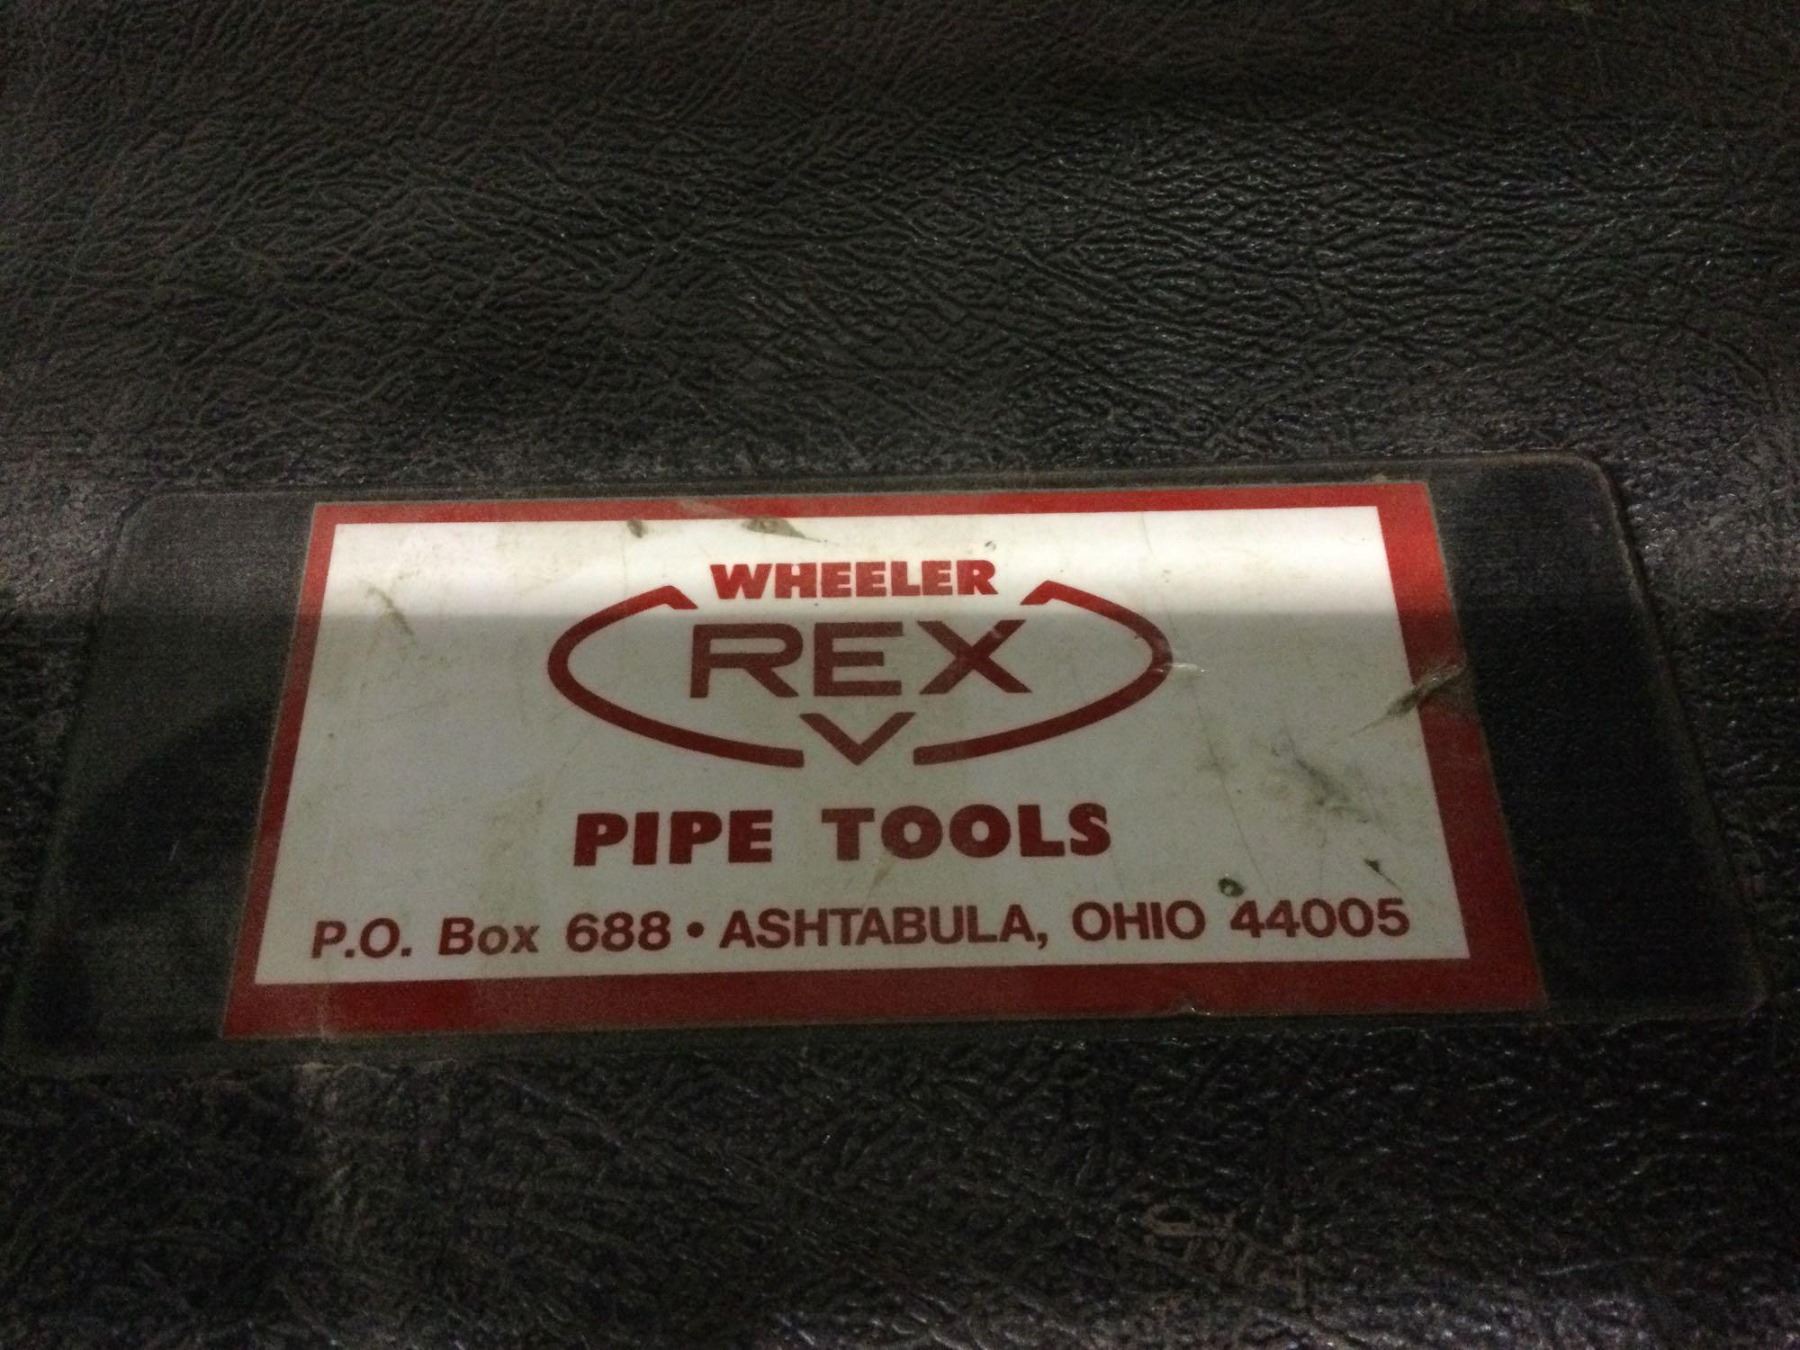 WHEELER
REX
PIPE TOOLS
P.O. Box 688 • ASHTABULA, OHIO 44005